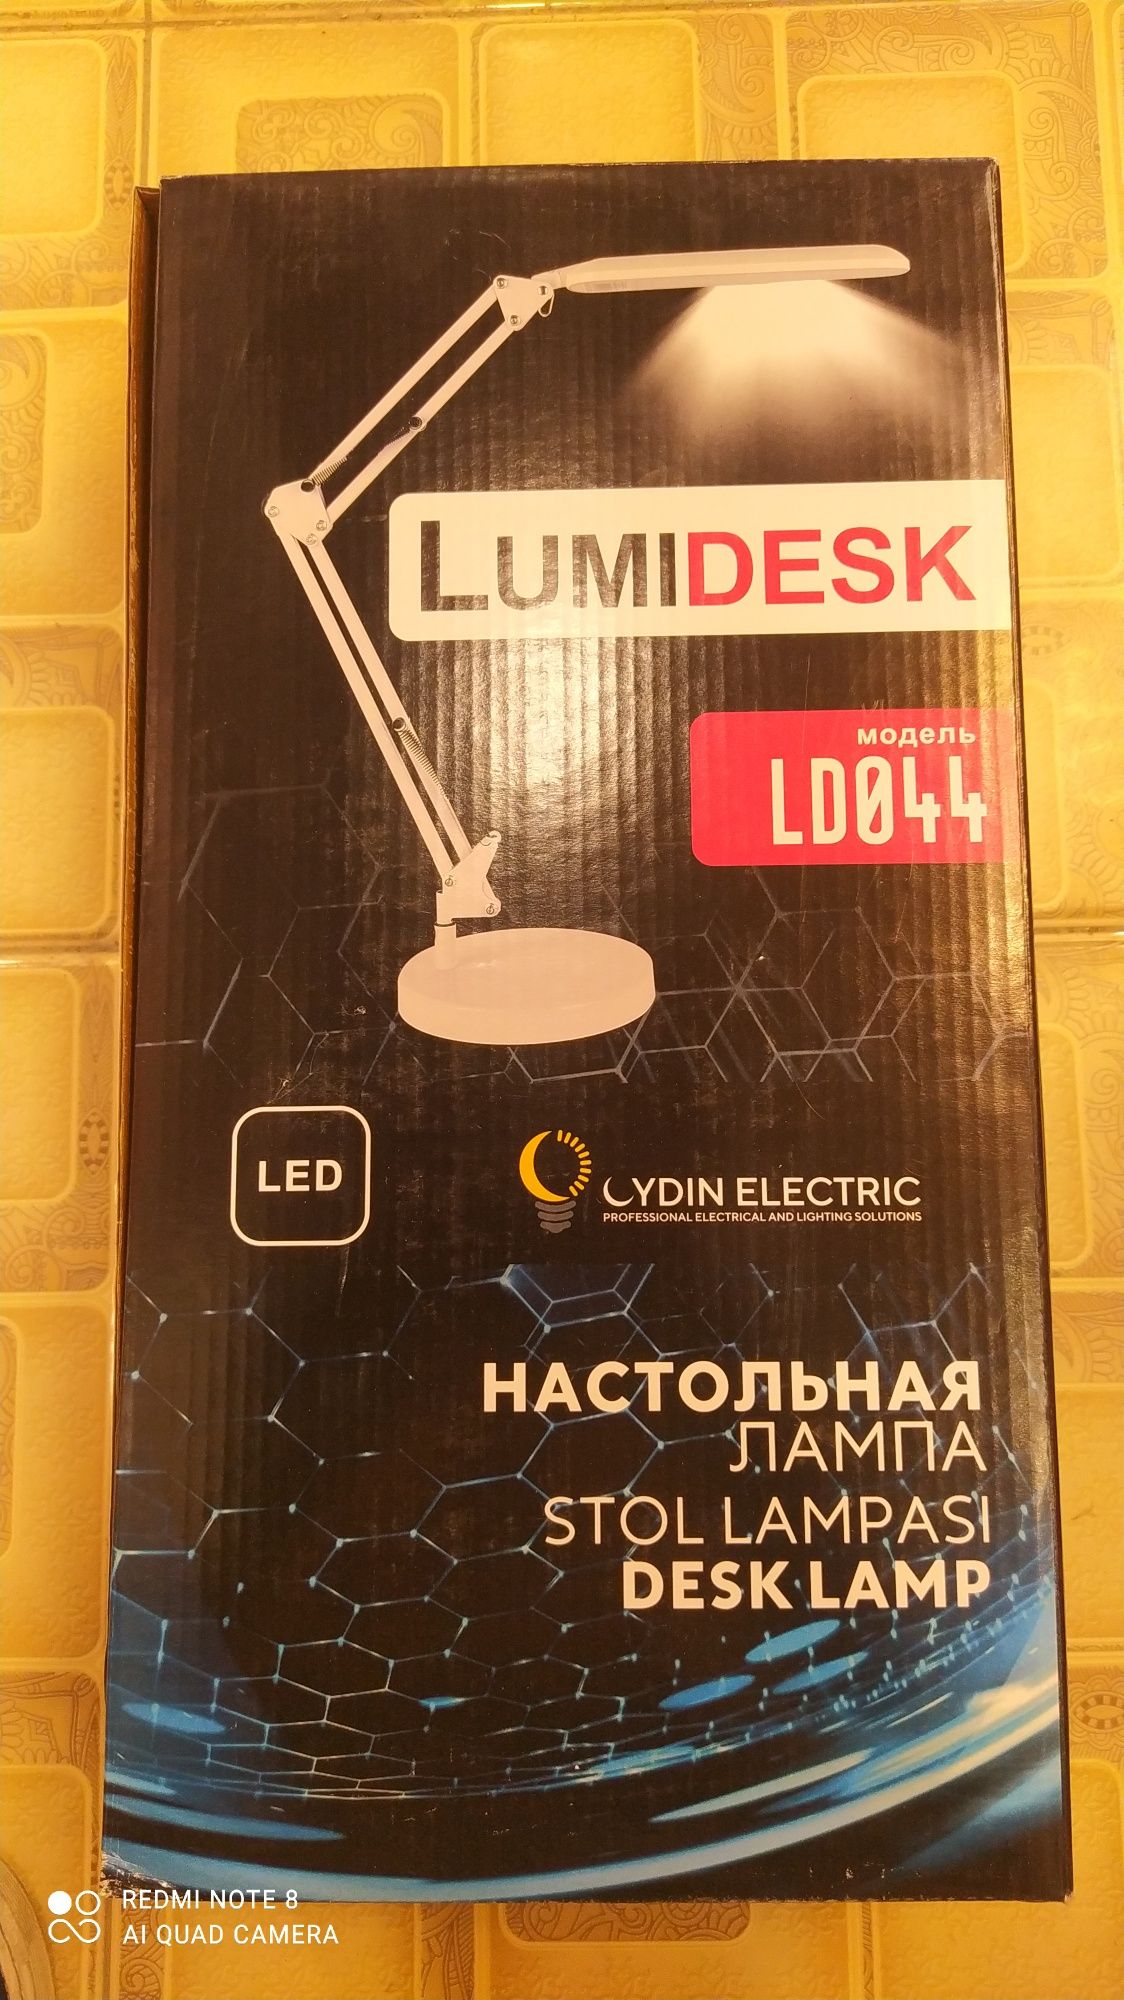 LUMIDESK
модель
LD044
LED
OYDIN ELECTRIC
PROFESSIONAL ELECTRICAL AND LIGHTING SOLUTIONS
НАСТОЛЬНАЯ
ЛАМПА
STOL LAMPASI
DESK LAMP
REDMI NOTE 8
AI QUAD CAMERA